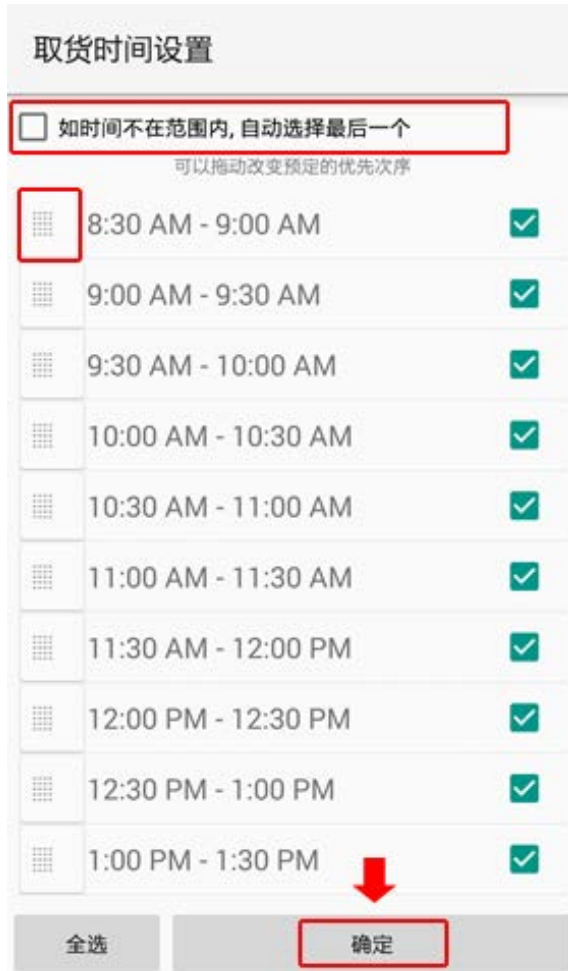 取货时间设置
如时间不在范围内, 自动选择最后一个
可以拖动改变预定的优先次序
8:30 AM - 9:00 AM
9:00 AM - 9:30 AM
9:30 AM - 10:00 AM
10:00 AM - 10:30 AM
10:30 AM - 11:00 AM
11:00 AM - 11:30 AM
11:30 AM - 12:00 PM
12:00 PM - 12:30 PM
12:30 PM - 1:00 PM
1:00 PM - 1:30 PM
全选
确定